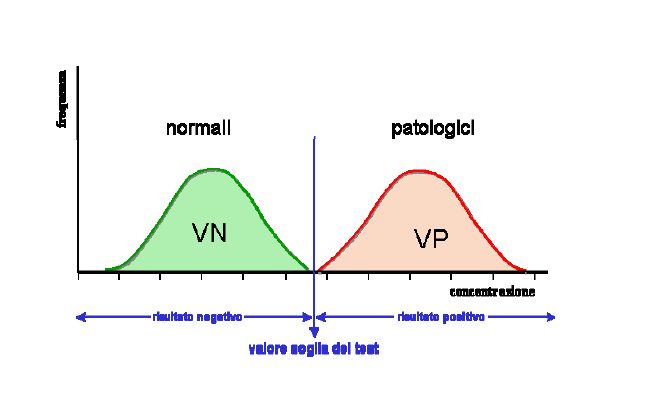 frequenza
normali
patologici
VN
VP
concentrazione
risultato negativo
risultato positivo
valore soglia del test